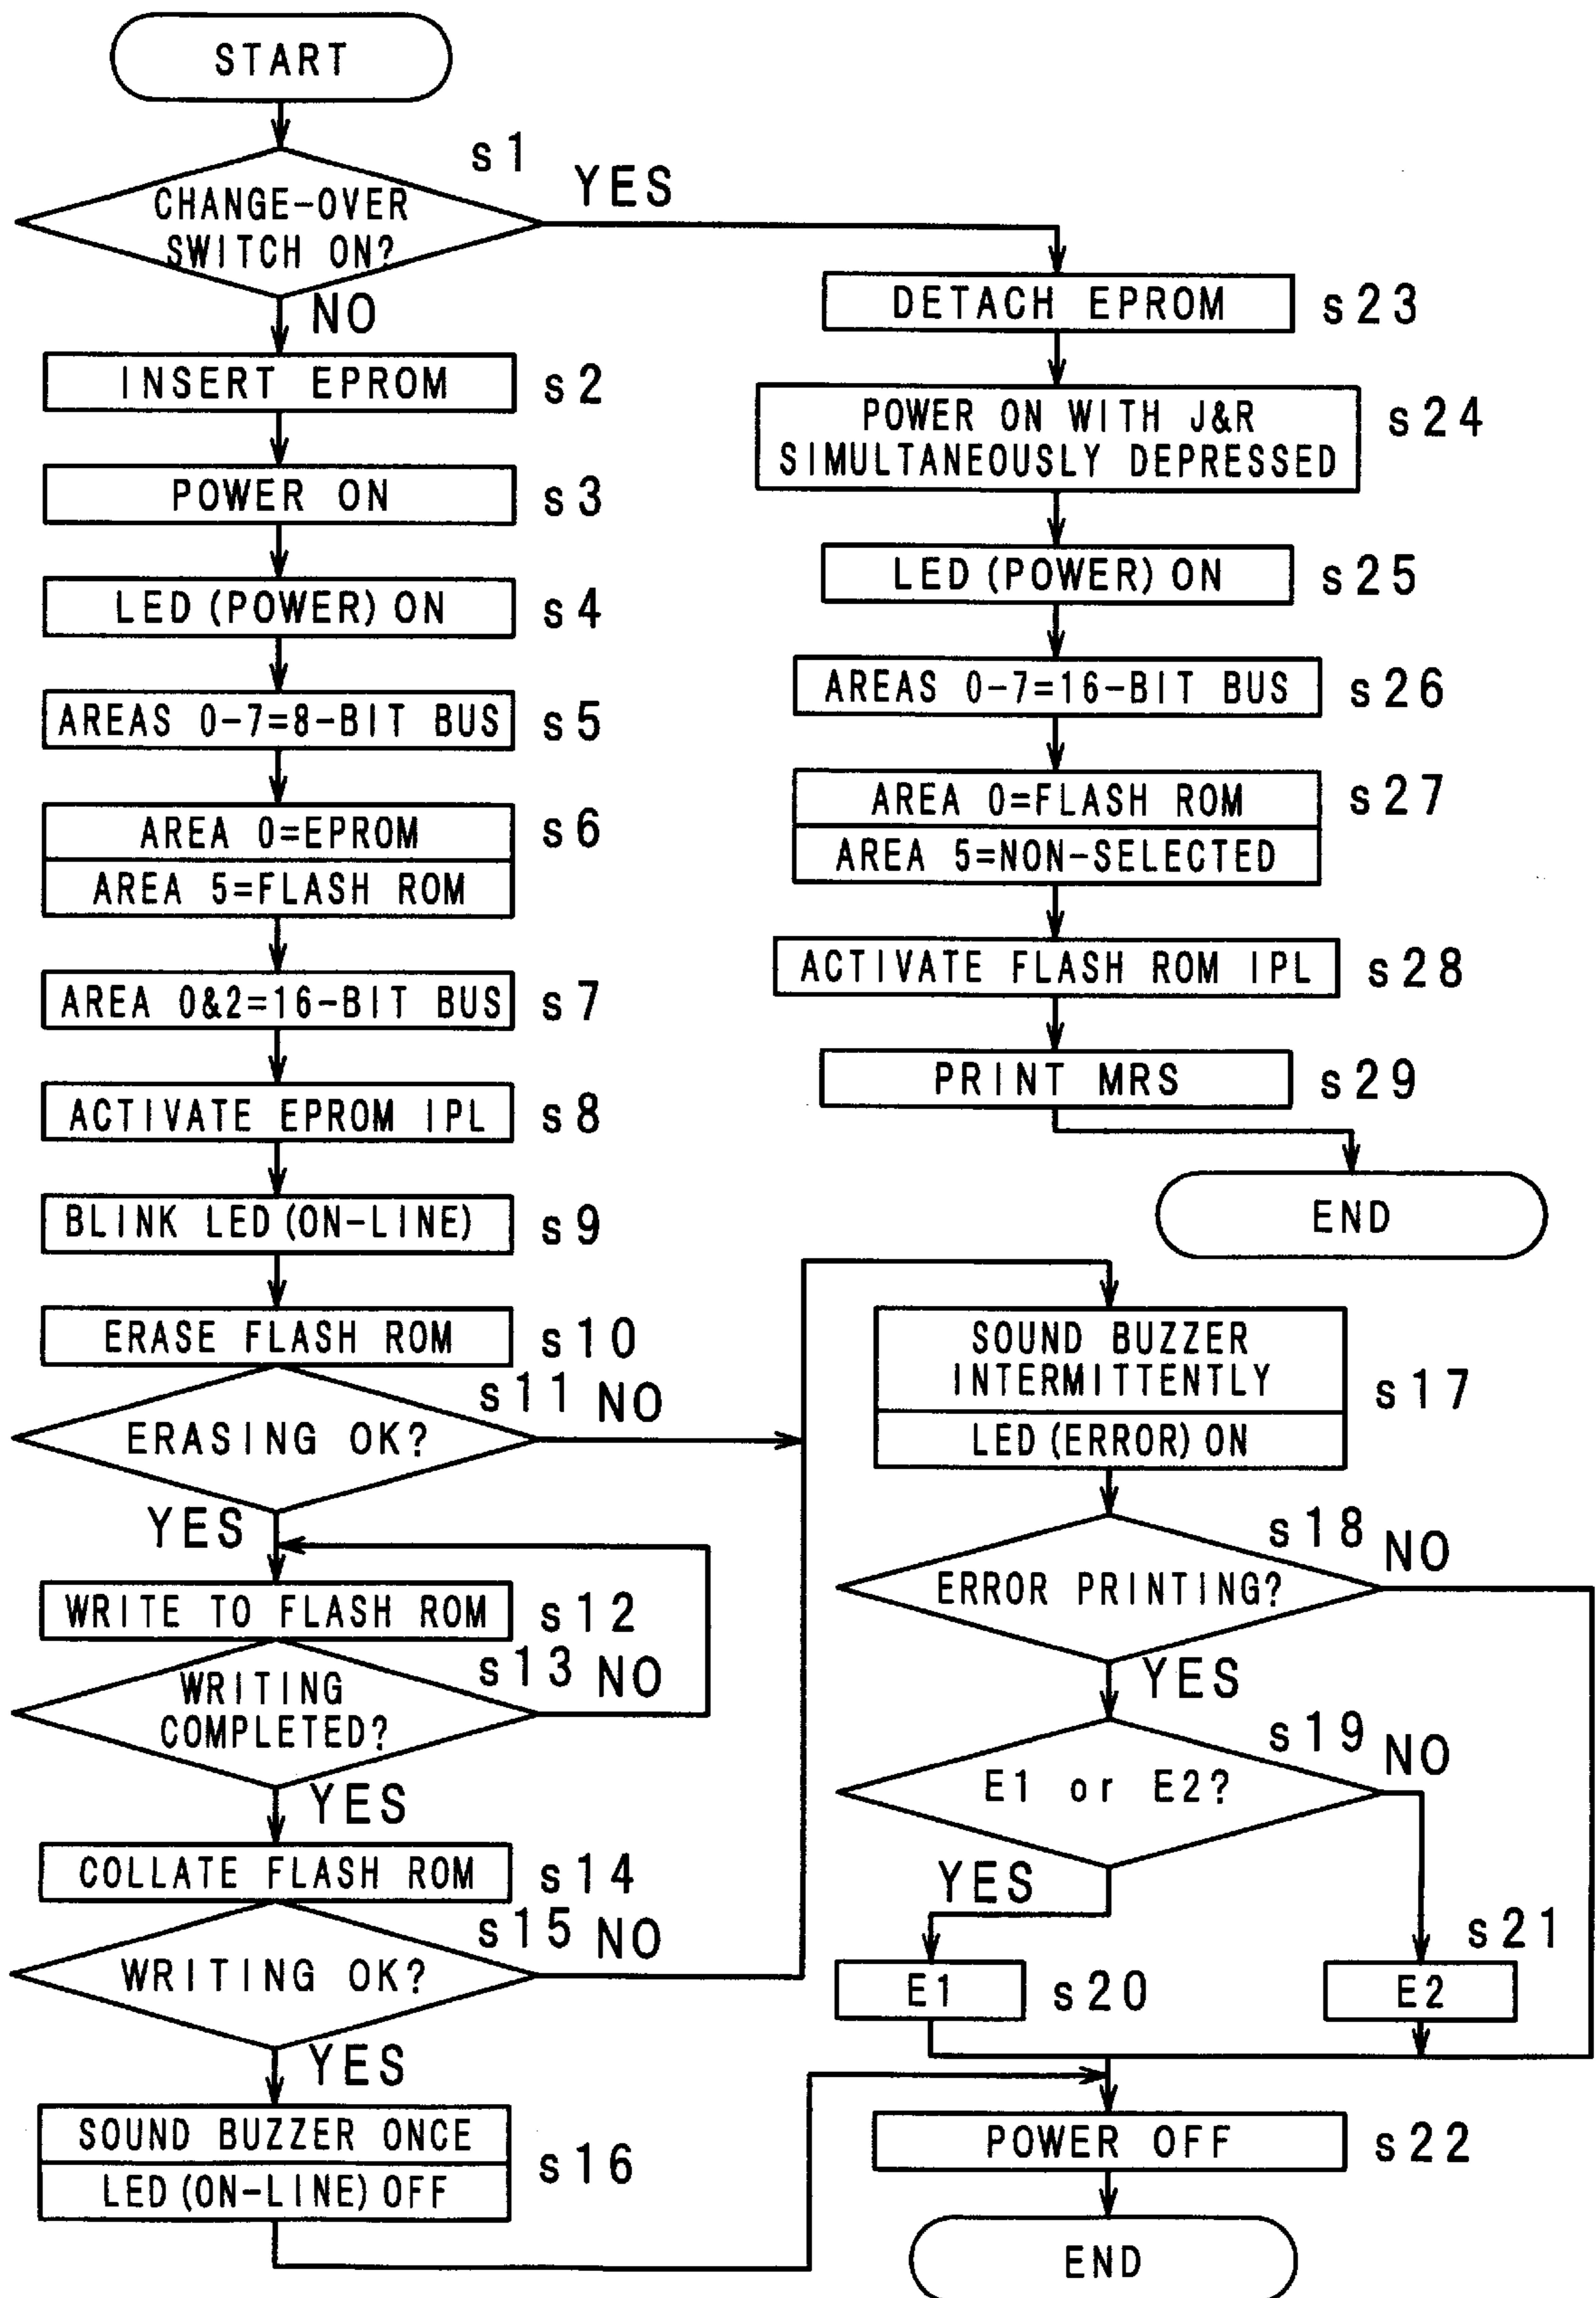 START
s1
YES
CHANGE-OVER
SWITCH ON?
NO
INSERT EPROM
s2
POWER ON
s3
LED(POWER)ON
s4
AREAS 0-7=8-BIT BUS
s5
AREA 0=EPROM
AREA 5=FLASH ROM
s6
AREA 0&2=16-BIT BUS
s7
ACTIVATE EPROM IPL
s8
BLINK LED(ON-LINE)
s9
ERASE FLASH ROM
s10
s11 NO
ERASING OK?
YES
WRITE TO FLASH ROM
s12
s13 NO
WRITING
COMPLETED?
YES
COLLATE FLASH ROM
s14
s15 NO
WRITING OK?
YES
SOUND BUZZER ONCE
LED(ON-LINE)OFF
s16
DETACH EPROM
s23
POWER ON WITH J&R
SIMULTANEOUSLY DEPRESSED
s24
LED(POWER)ON
s25
AREAS 0-7=16-BIT BUS
s26
AREA 0=FLASH ROM
AREA 5=NON-SELECTED
s27
ACTIVATE FLASH ROM IPL
s28
PRINT MRS
s29
END
SOUND BUZZER
INTERMITTENTLY
LED(ERROR)ON
s17
s18 NO
ERROR PRINTING?
YES
s19 NO
E1 or E2?
YES
E1
s20
s21
E2
POWER OFF
s22
END